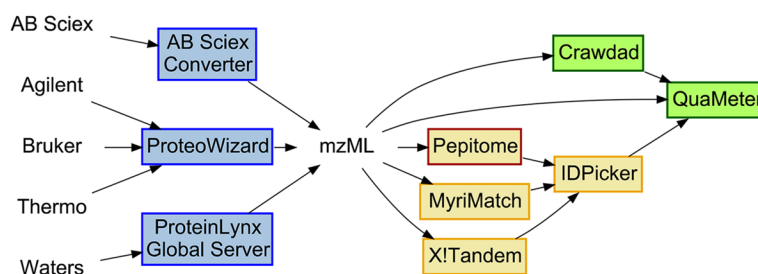 AB Sciex
Agilent
Bruker
Thermo
Waters
AB Sciex
Converter
ProteoWizard
ProteinLynx
Global Server
mzML
Crawdad
QuaMeter
Pepitome
MyriMatch
X!Tandem
IDPicker